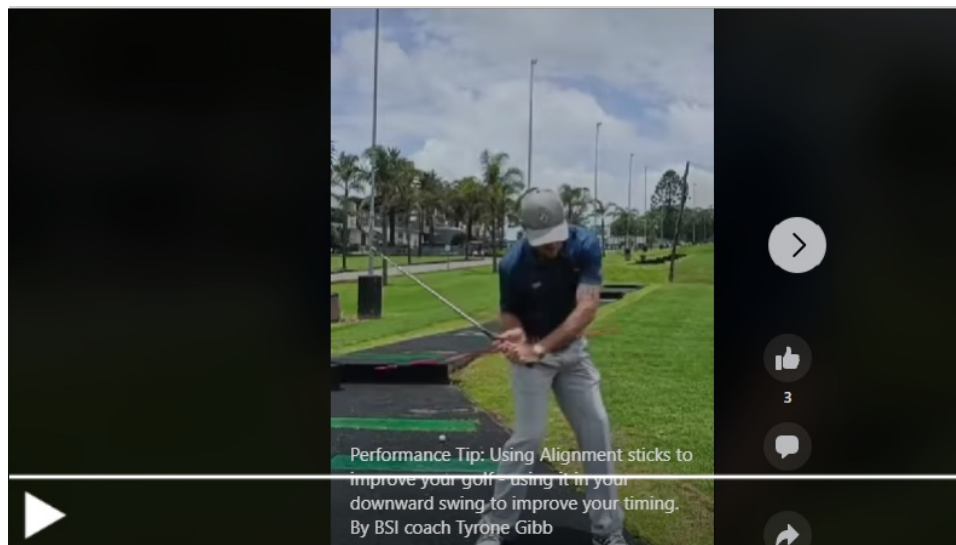 3
Performance Tip: Using Alignment sticks to
improve your golf - using it in your
downward swing to improve your timing.
By BSI coach Tyrone Gibb